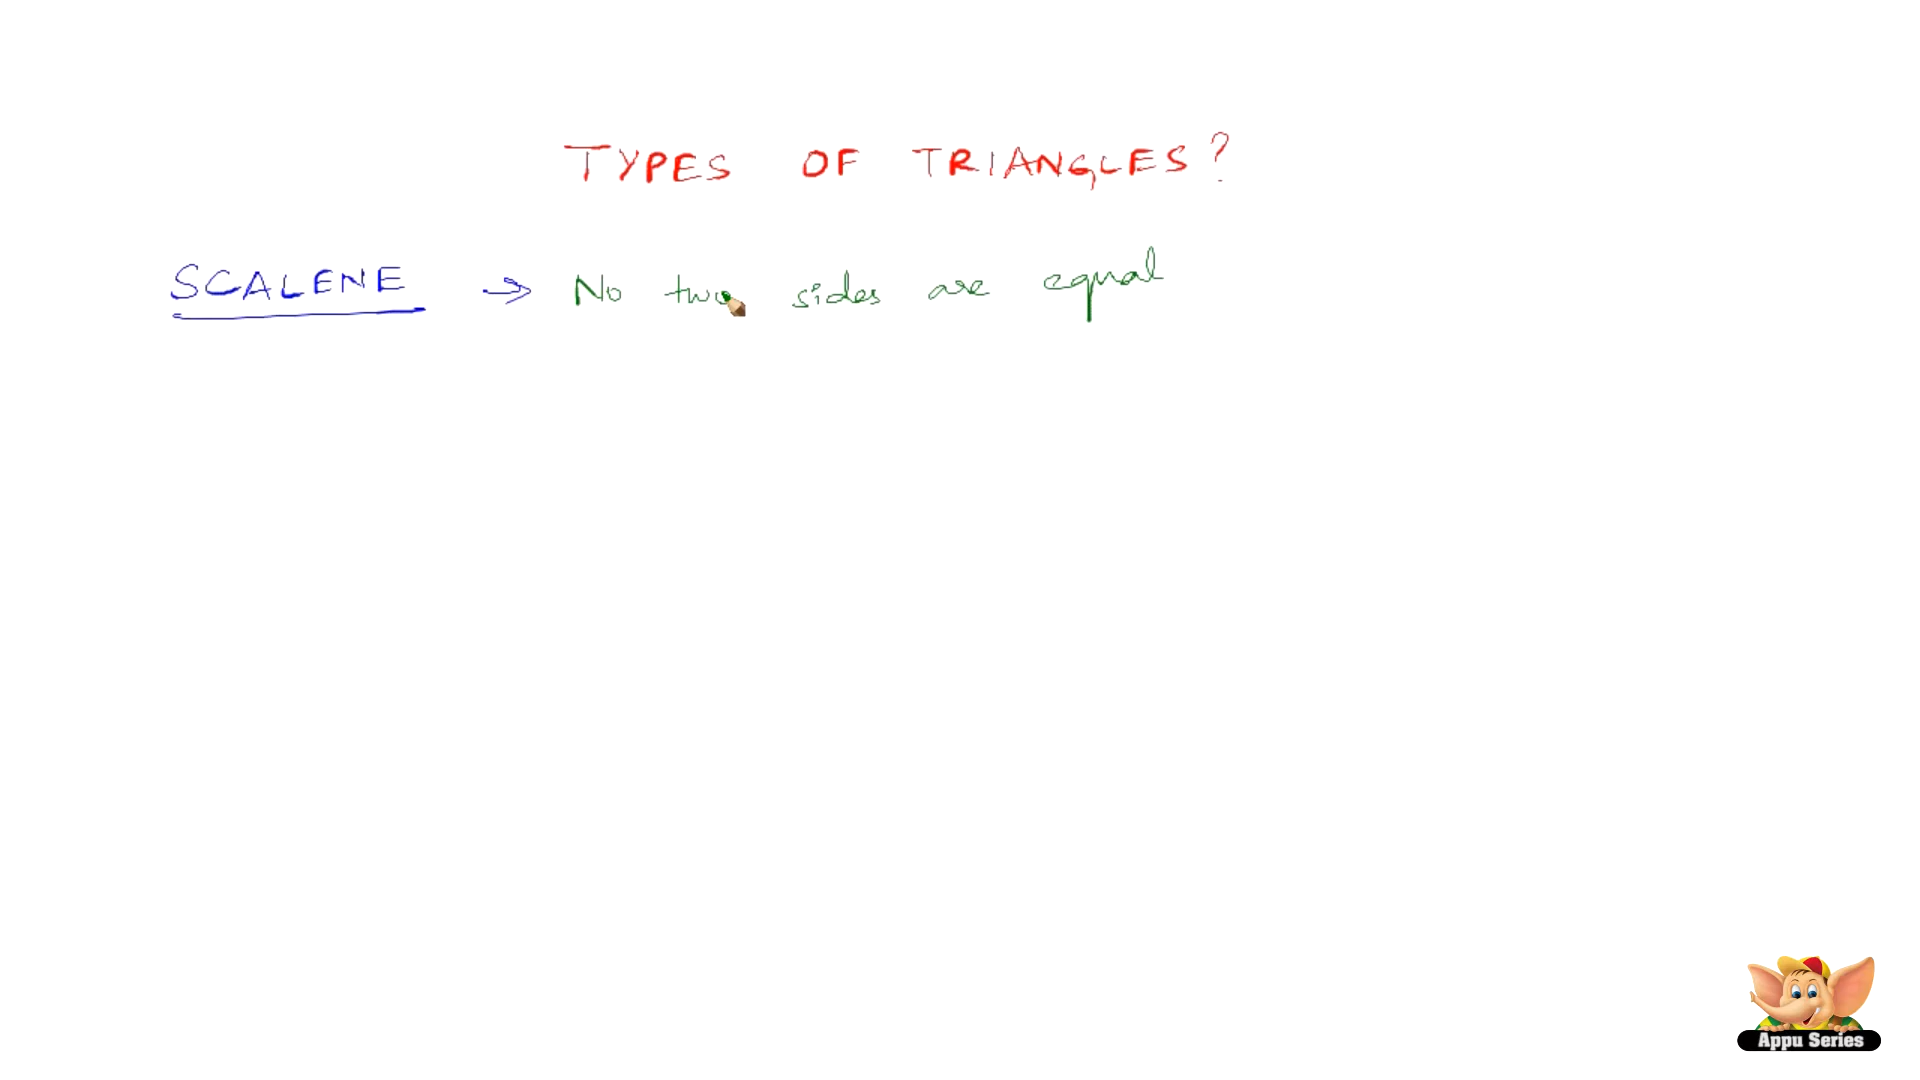 TYPES OF TRIANGLES?
SCALENE → No two sides are equal
Appu Series